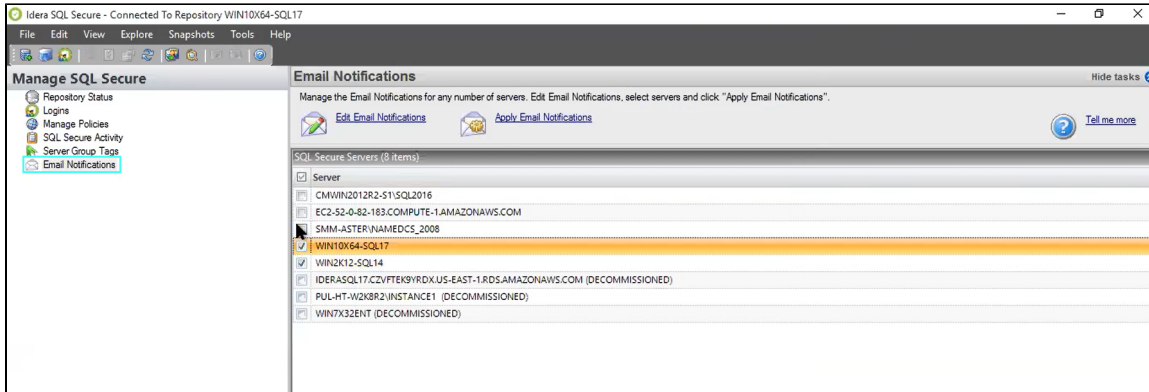 Idera SQL Secure - Connected To Repository WIN10X64-SQL17
File Edit View Explore Snapshots Tools Help
Manage SQL Secure
Repository Status
Logins
Manage Policies
SQL Secure Activity
Server Group Tags
Email Notifications
Email Notifications
Hide tasks
Manage the Email Notifications for any number of servers. Edit Email Notifications, select servers and click "Apply Email Notifications".
Edit Email Notifications
Apply Email Notifications
Tell me more
SQL Secure Servers (8 items)
Server
CMWIN2012R2-S1\SQL2016
EC2-52-0-82-183.COMPUTE-1.AMAZONAWS.COM
SMM-ASTER\NAMEDCS_2008
WIN10X64-SQL17
WIN2K12-SQL14
IDERASQL17.CZVFTEK9YRDX.US-EAST-1.RDS.AMAZONAWS.COM (DECOMMISSIONED)
PUL-HT-W2K8R2\INSTANCE1 (DECOMMISSIONED)
WIN7X32ENT (DECOMMISSIONED)